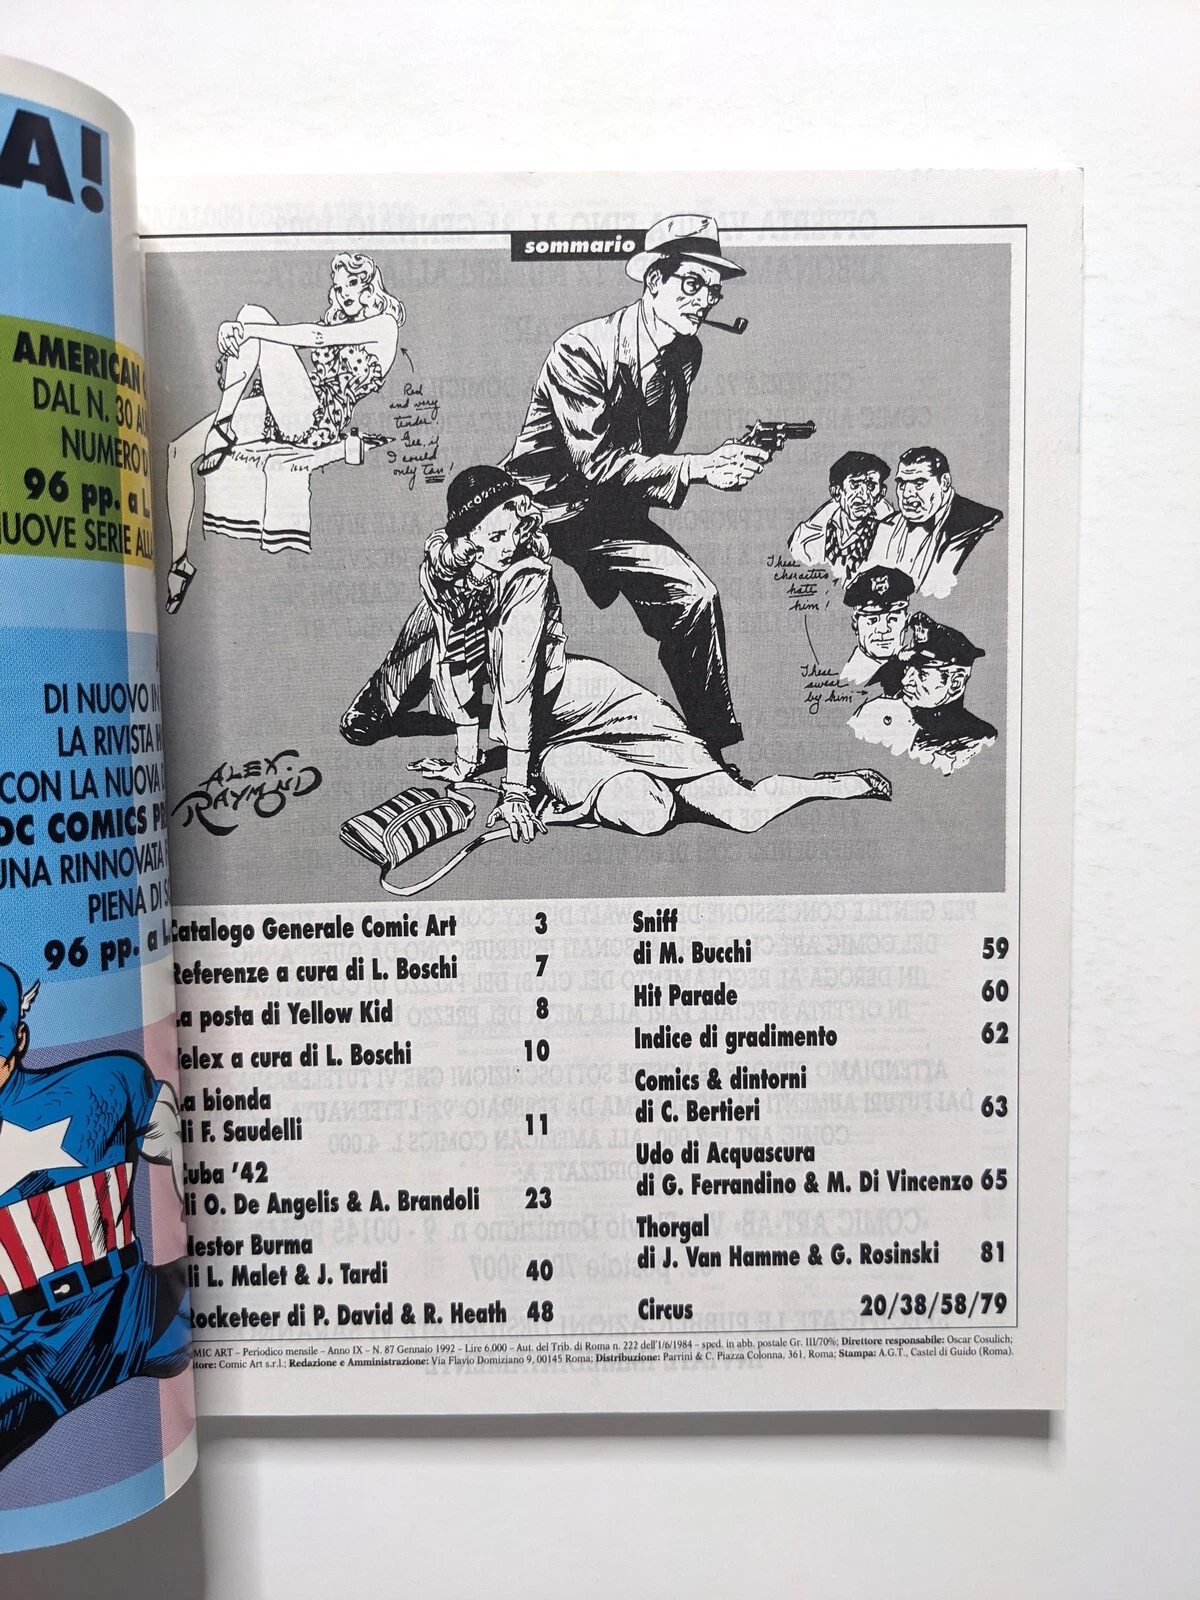 A!
AMERICAN
DAL N. 30
NUMERO
96 pp. a L.
NUOVE SERIE
DI NUOVO IN
LA RIVISTA
CON LA NUOVA
DC COMICS
UNA RINNOVATA
PIENA DI
96 pp. a L.
sommario
Red
and very
tender.
Gee, if
I could
only tan!
These
characters
hate
him!
These
swear
by him
ALEX.
RAYMOND
Catalogo Generale Comic Art 3
Referenze a cura di L. Boschi 7
La posta di Yellow Kid 8
Telex a cura di L. Boschi 10
La bionda
di F. Saudelli 11
Cuba '42
di O. De Angelis & A. Brandoli 23
Nestor Burma
di L. Malet & J. Tardi 40
Rocketeer di P. David & R. Heath 48
Sniff
di M. Bucchi 59
Hit Parade 60
Indice di gradimento 62
Comics & dintorni
di C. Bertieri 63
Udo di Acquascura
di G. Ferrandino & M. Di Vincenzo 65
Thorgal
di J. Van Hamme & G. Rosinski 81
Circus 20/38/58/79
MIC ART – Periodico mensile – Anno IX – N. 87 Gennaio 1992 – Lire 6.000 – Aut. del Trib. di Roma n. 222 dell'1/6/1984 – sped. in abb. postale Gr. III/70%; Direttore responsabile: Oscar Cosulich;
tore: Comic Art s.r.l.; Redazione e Amministrazione: Via Flavio Domiziano 9, 00145 Roma; Distribuzione: Parrini & C. Piazza Colonna, 361, Roma; Stampa: A.G.T., Castel di Guido (Roma).